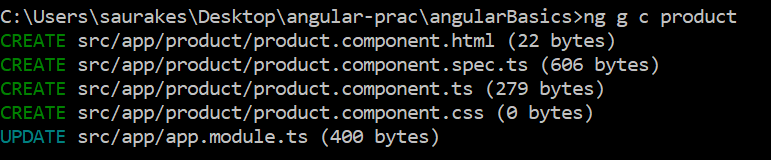 C:\Users\saurakes\Desktop\angular-prac\angularBasics>ng g c product
CREATE src/app/product/product.component.html (22 bytes)
CREATE src/app/product/product.component.spec.ts (606 bytes)
CREATE src/app/product/product.component.ts (279 bytes)
CREATE src/app/product/product.component.css (0 bytes)
UPDATE src/app/app.module.ts (400 bytes)